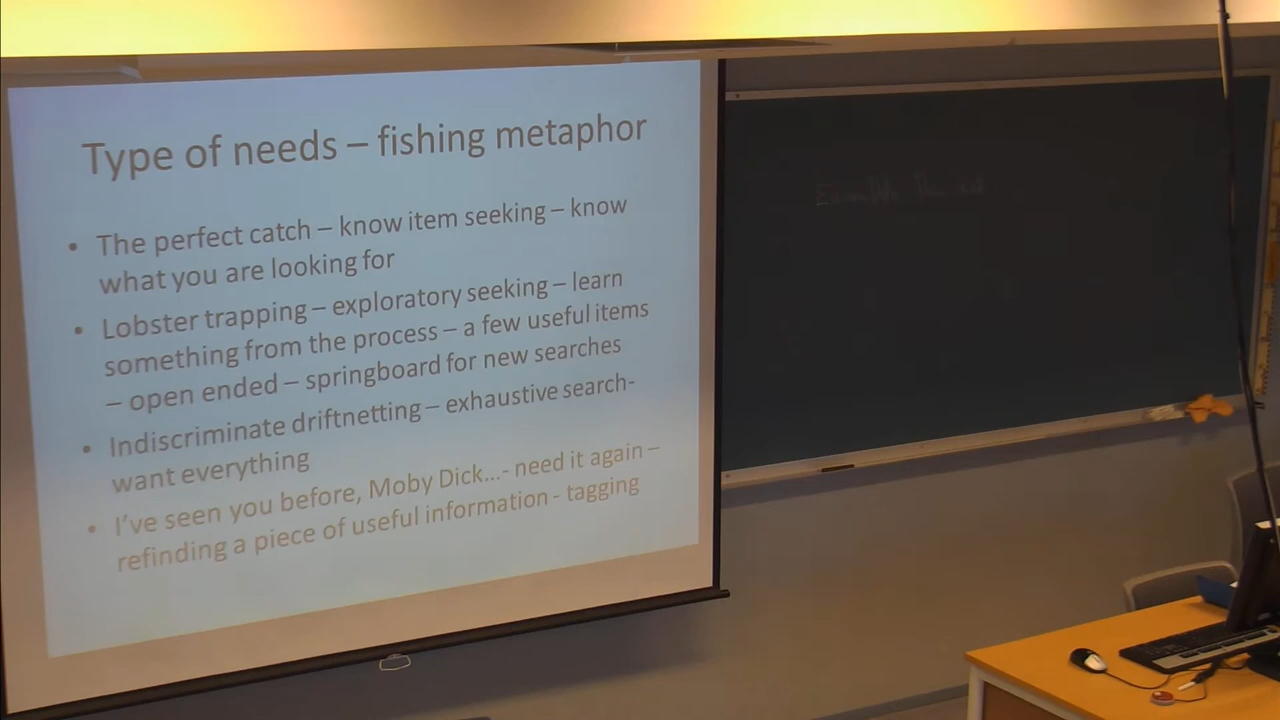 Type of needs – fishing metaphor
• The perfect catch – know item seeking – know
what you are looking for
• Lobster trapping – exploratory seeking – learn
something from the process – a few useful items
– open ended – springboard for new searches
• Indiscriminate driftnetting – exhaustive search-
want everything
• I've seen you before, Moby Dick...- need it again –
refinding a piece of useful information - tagging